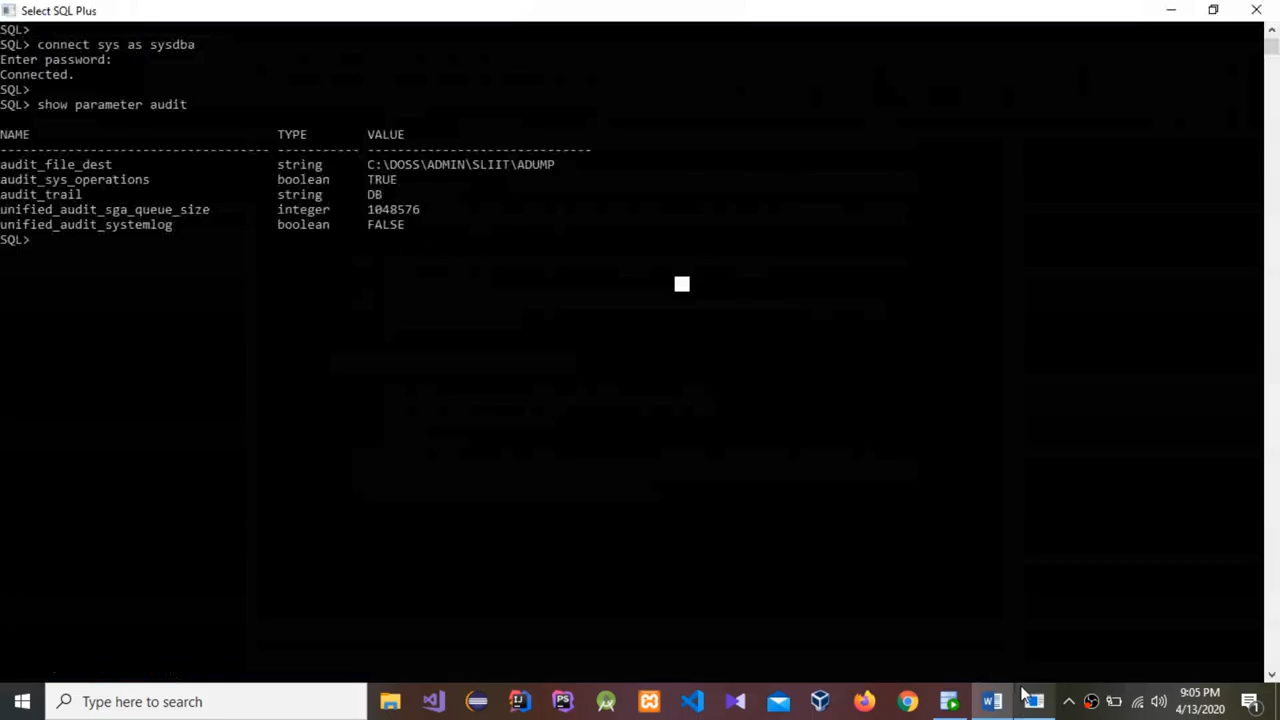 Select SQL Plus
SQL>
SQL> connect sys as sysdba
Enter password:
Connected.
SQL>
SQL> show parameter audit
NAME TYPE VALUE
------------------------------------ ----------- ------------------------------
audit_file_dest string C:\DOSS\ADMIN\SLIIT\ADUMP
audit_sys_operations boolean TRUE
audit_trail string DB
unified_audit_sga_queue_size integer 1048576
unified_audit_systemlog boolean FALSE
SQL>
Type here to search
9:05 PM
4/13/2020